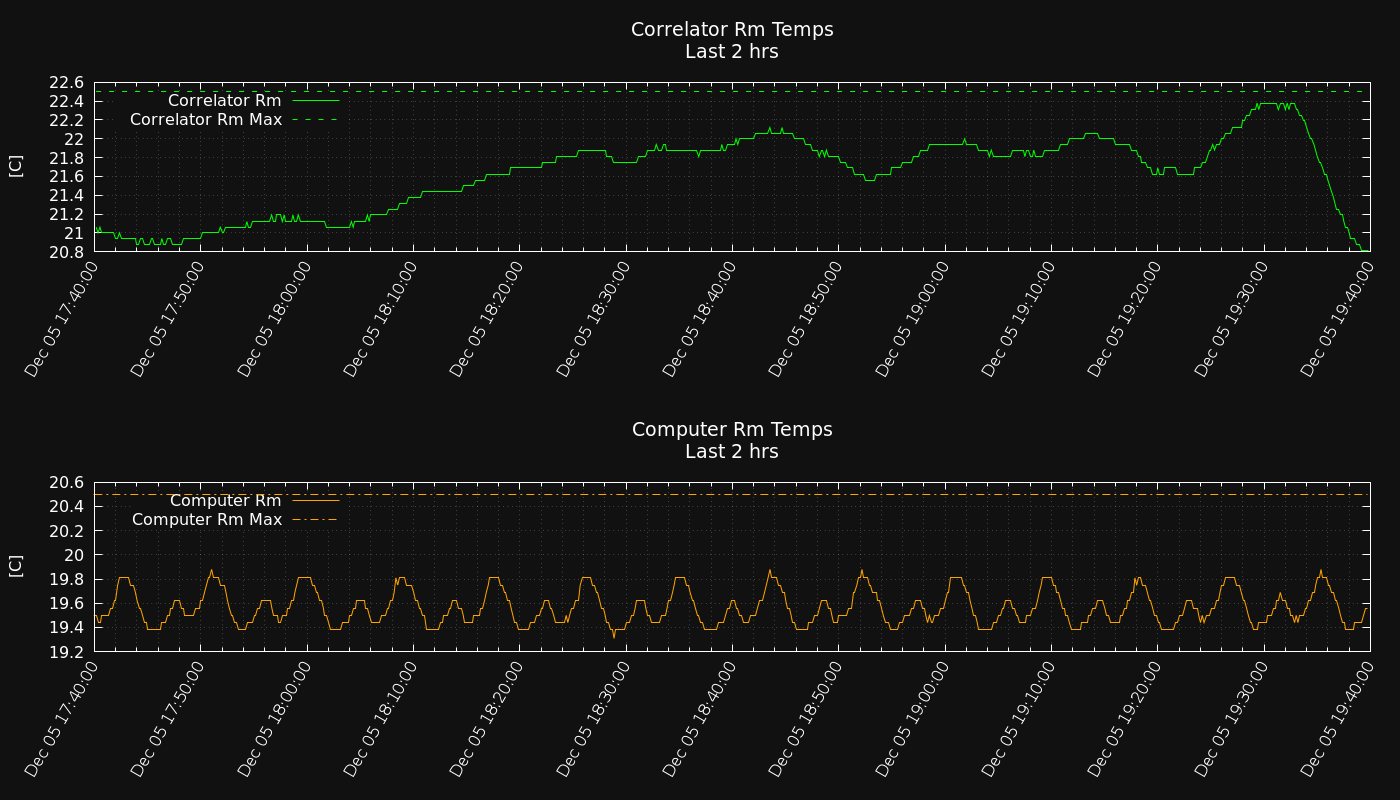 Correlator Rm Temps
Last 2 hrs
22.6
22.4
22.2
22
21.8
21.6
21.4
21.2
21
20.8
[C]
Correlator Rm
Correlator Rm Max
Dec 05 17:40:00
Dec 05 17:50:00
Dec 05 18:00:00
Dec 05 18:10:00
Dec 05 18:20:00
Dec 05 18:30:00
Dec 05 18:40:00
Dec 05 18:50:00
Dec 05 19:00:00
Dec 05 19:10:00
Dec 05 19:20:00
Dec 05 19:30:00
Dec 05 19:40:00
Computer Rm Temps
Last 2 hrs
20.6
20.4
20.2
20
19.8
19.6
19.4
19.2
[C]
Computer Rm
Computer Rm Max
Dec 05 17:40:00
Dec 05 17:50:00
Dec 05 18:00:00
Dec 05 18:10:00
Dec 05 18:20:00
Dec 05 18:30:00
Dec 05 18:40:00
Dec 05 18:50:00
Dec 05 19:00:00
Dec 05 19:10:00
Dec 05 19:20:00
Dec 05 19:30:00
Dec 05 19:40:00